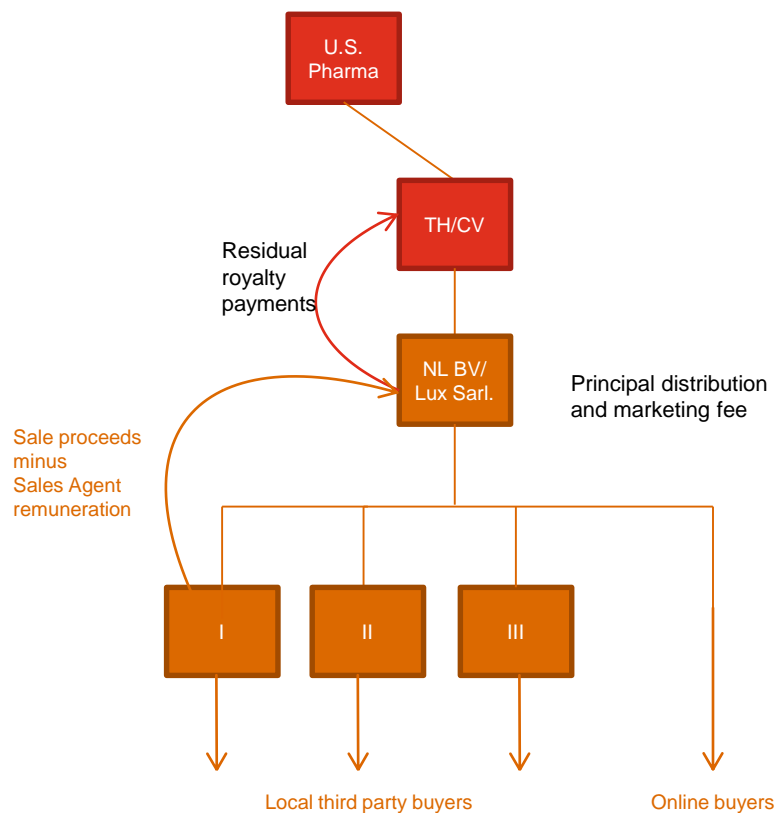 U.S.
Pharma
TH/CV
Residual
royalty
payments
NL BV/
Lux Sarl.
Principal distribution
and marketing fee
Sale proceeds
minus
Sales Agent
remuneration
I
II
III
Local third party buyers
Online buyers